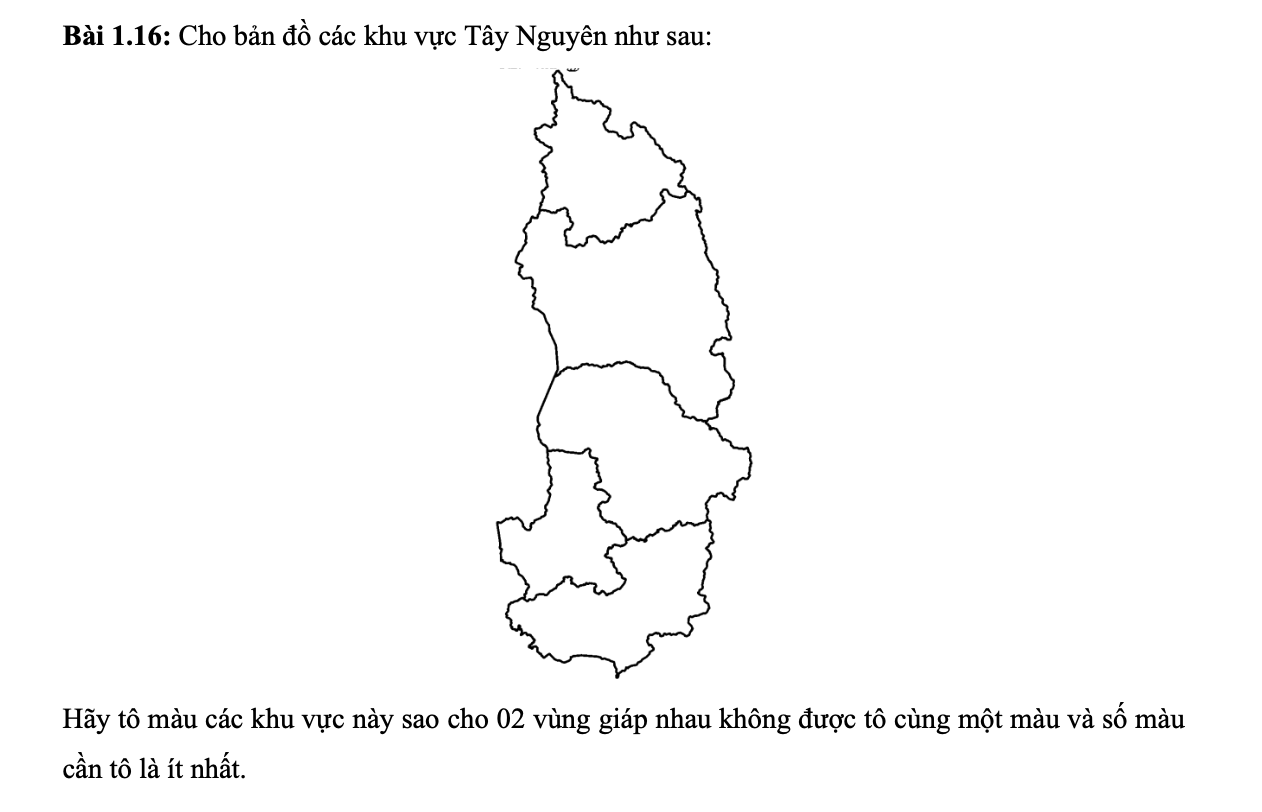 Bài 1.16: Cho bản đồ các khu vực Tây Nguyên như sau:
Hãy tô màu các khu vực này sao cho 02 vùng giáp nhau không được tô cùng một màu và số màu
cần tô là ít nhất.